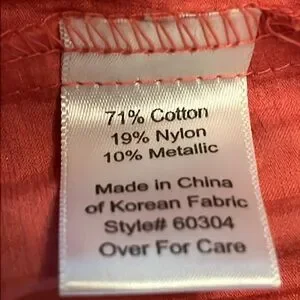 71% Cotton
19% Nylon
10% Metallic
Made in China
of Korean Fabric
Style# 60304
Over For Care